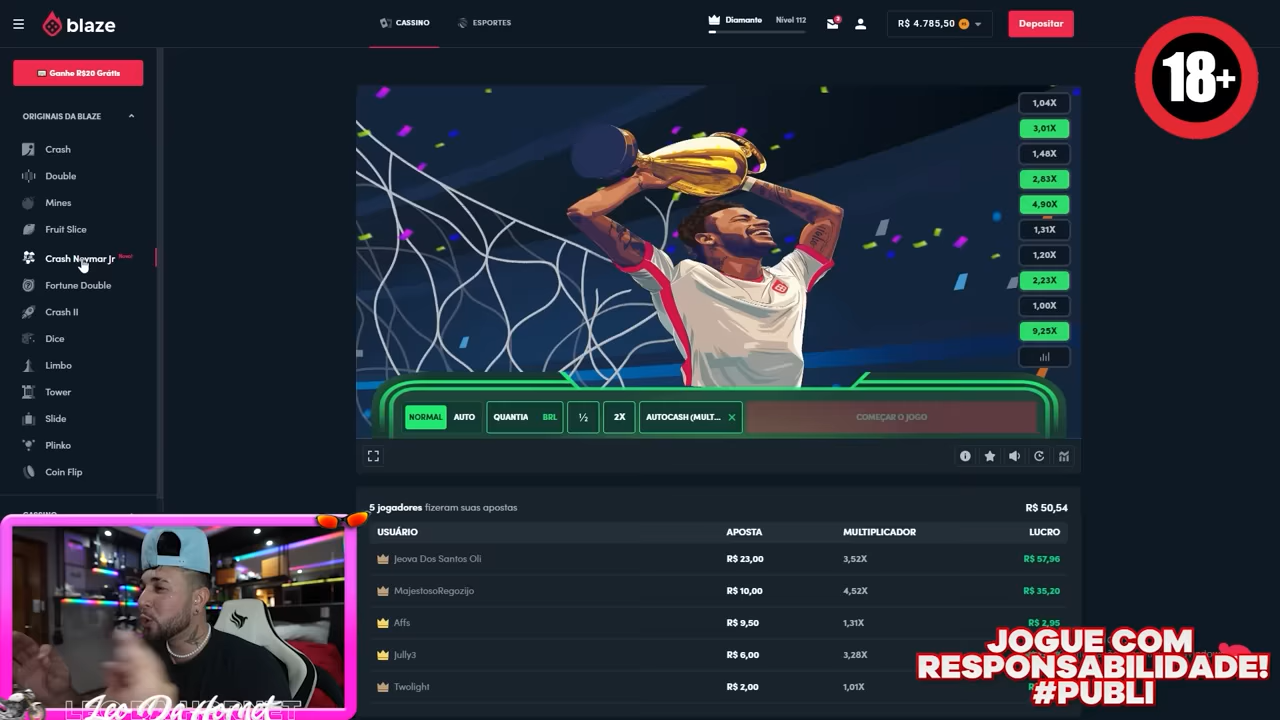 blaze
CASSINO
ESPORTES
Diamante
Nível 112
R$ 4.785,50
Depositar
18+
Ganhe R$20 Grátis
ORIGINAIS DA BLAZE
Crash
Double
Mines
Fruit Slice
Crash Neymar Jr
Fortune Double
Crash II
Dice
Limbo
Tower
Slide
Plinko
Coin Flip
1,04X
3,01X
1,48X
2,83X
4,90X
1,31X
1,20X
2,23X
1,00X
9,25X
NORMAL
AUTO
QUANTIA
BRL
½
2X
AUTOCASH (MULT...
COMEÇAR O JOGO
5 jogadores fizeram suas apostas
R$ 50,54
USUÁRIO APOSTA MULTIPLICADOR LUCRO
Jeova Dos Santos Oli R$ 23,00 3,52X R$ 57,96
MajestosoRegozijo R$ 10,00 4,52X R$ 35,20
Affs R$ 9,50 1,31X R$ 2,95
Jully3 R$ 6,00 3,28X
Twolight R$ 2,00 1,01X
JOGUE COM
RESPONSABILIDADE!
#PUBLI
Leo DaHornet